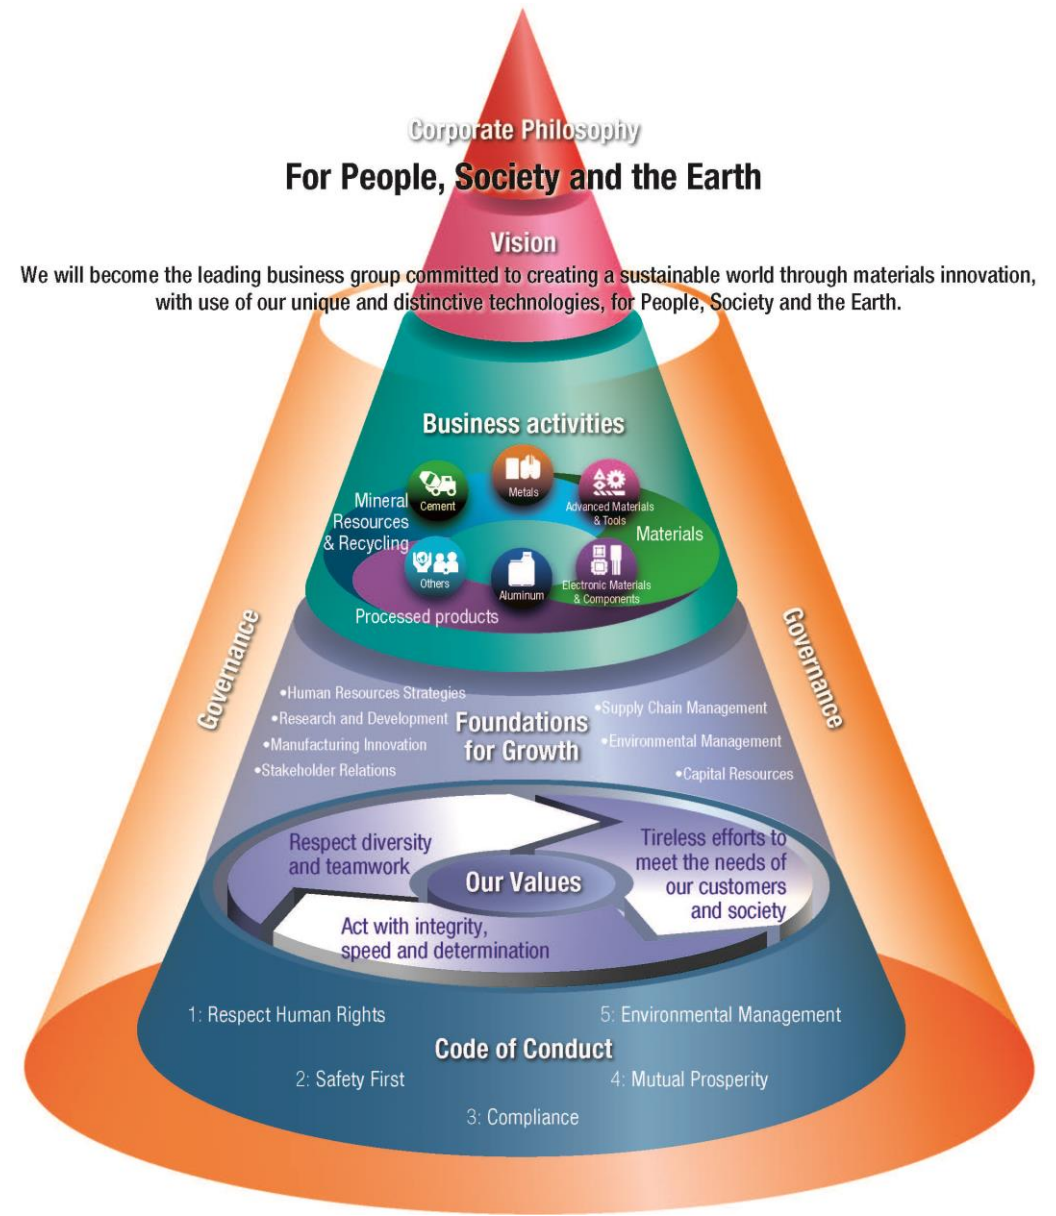 Corporate Philosophy
For People, Society and the Earth
Vision
We will become the leading business group committed to creating a sustainable world through materials innovation,
with use of our unique and distinctive technologies, for People, Society and the Earth.
Business activities
Cement
Metals
Advanced Materials
& Tools
Mineral
Resources
& Recycling
Materials
Others
Aluminum
Electronic Materials
& Components
Processed products
Governance
Governance
•Human Resources Strategies
•Research and Development
•Manufacturing Innovation
•Stakeholder Relations
Foundations
for Growth
•Supply Chain Management
•Environmental Management
•Capital Resources
Respect diversity
and teamwork
Our Values
Tireless efforts to
meet the needs of
our customers
and society
Act with integrity,
speed and determination
1: Respect Human Rights
5: Environmental Management
Code of Conduct
2: Safety First
4: Mutual Prosperity
3: Compliance